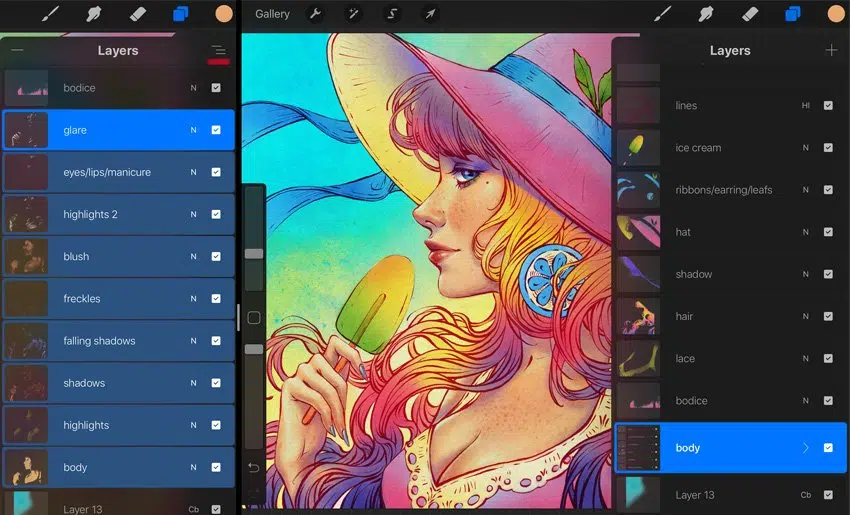 Gallery
Layers
bodice N
glare N
eyes/lips/manicure N
highlights 2 N
blush N
freckles N
falling shadows N
shadows N
highlights N
body N
Layer 13 Cb
Layers
lines HI
ice cream N
ribbons/earring/leafs N
hat N
shadow N
hair N
lace N
bodice N
body
Layer 13 Cb